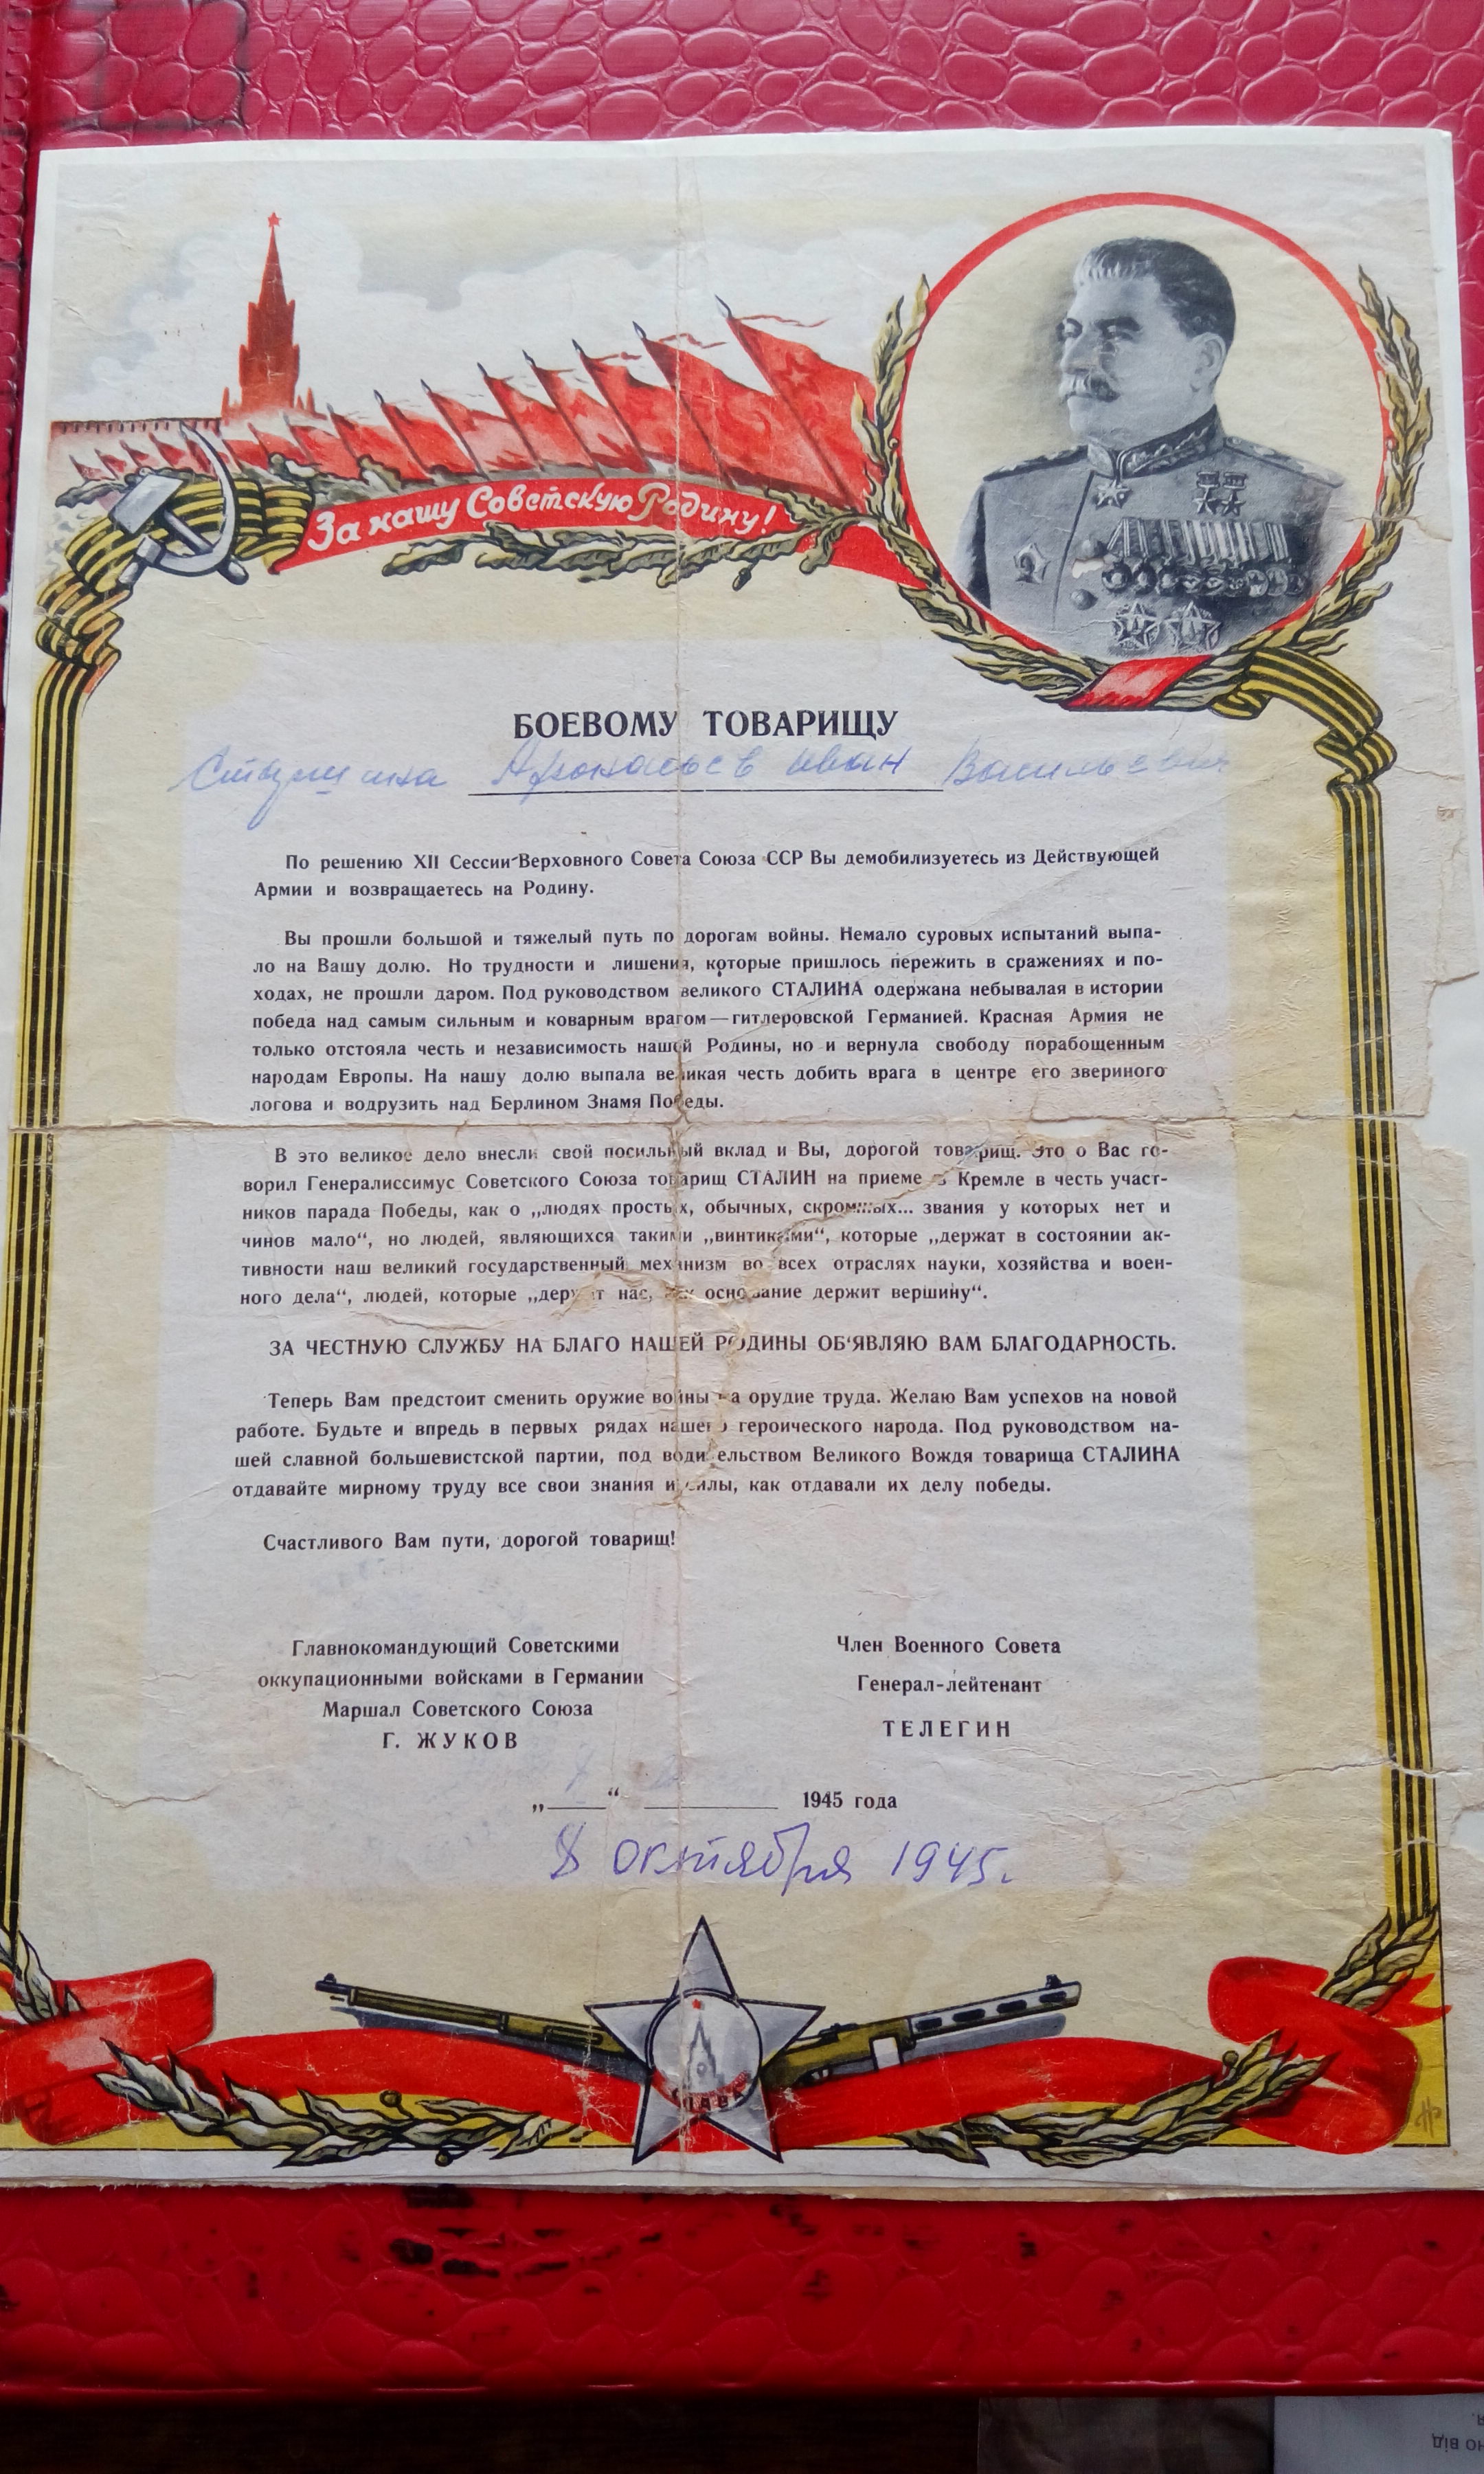 За нашу Советскую Родину!
БОЕВОМУ ТОВАРИЩУ
Старшина Афонасьев Иван Васильевич
По решению XII Сессии Верховного Совета Союза ССР Вы демобилизуетесь из Действующей
Армии и возвращаетесь на Родину.
Вы прошли большой и тяжелый путь по дорогам войны. Немало суровых испытаний выпа-
ло на Вашу долю. Но трудности и лишения, которые пришлось пережить в сражениях и по-
ходах, не прошли даром. Под руководством великого СТАЛИНА одержана небывалая в истории
победа над самым сильным и коварным врагом — гитлеровской Германией. Красная Армия не
только отстояла честь и независимость нашей Родины, но и вернула свободу порабощенным
народам Европы. На нашу долю выпала великая честь добить врага в центре его звериного
логова и водрузить над Берлином Знамя Победы.
В это великое дело внесли свой посильный вклад и Вы, дорогой товарищ. Это о Вас го-
ворил Генералиссимус Советского Союза товарищ СТАЛИН на приеме в Кремле в честь участ-
ников парада Победы, как о „людях простых, обычных, скромных... звания у которых нет и
чинов мало“, но людей, являющихся такими „винтиками“, которые „держат в состоянии ак-
тивности наш великий государственный механизм во всех отраслях науки, хозяйства и воен-
ного дела“, людей, которые „держат нас, как основание держит вершину“.
ЗА ЧЕСТНУЮ СЛУЖБУ НА БЛАГО НАШЕЙ РОДИНЫ ОБ‘ЯВЛЯЮ ВАМ БЛАГОДАРНОСТЬ.
Теперь Вам предстоит сменить оружие войны на орудие труда. Желаю Вам успехов на новой
работе. Будьте и впредь в первых рядах нашего героического народа. Под руководством на-
шей славной большевистской партии, под водительством Великого Вождя товарища СТАЛИНА
отдавайте мирному труду все свои знания и силы, как отдавали их делу победы.
Счастливого Вам пути, дорогой товарищ!
Главнокомандующий Советскими
оккупационными войсками в Германии
Маршал Советского Союза
Г. ЖУКОВ
Член Военного Совета
Генерал-лейтенант
ТЕЛЕГИН
„ “ 1945 года
8 октября 1945.
СЛАВА
но від